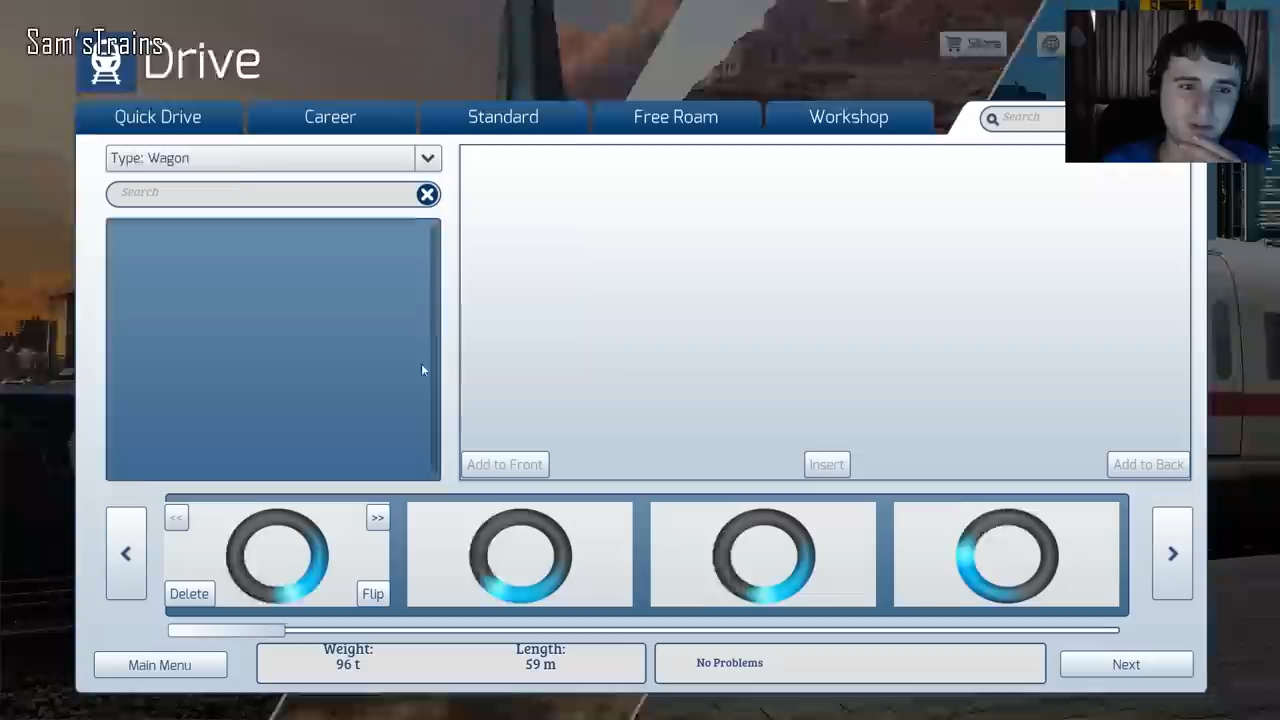 Sam'sTrains
Drive
Store
Quick Drive
Career
Standard
Free Roam
Workshop
Search
Type: Wagon
Search
Add to Front
Insert
Add to Back
<<
>>
Delete
Flip
Main Menu
Weight:
96 t
Length:
59 m
No Problems
Next